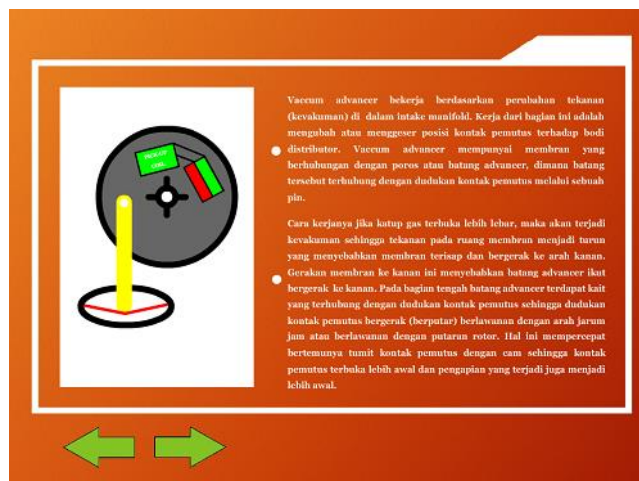 PICK-UP
COIL
Vaccum advancer bekerja berdasarkan perubahan tekanan
(kevakuman) di dalam intake manifold. Kerja dari bagian ini adalah
mengubah atau menggeser posisi kontak pemutus terhadap bodi
distributor. Vaccum advancer mempunyai membran yang
berhubungan dengan poros atau batang advancer, dimana batang
tersebut terhubung dengan dudukan kontak pemutus melalui sebuah
pin.
Cara kerjanya jika katup gas terbuka lebih lebar, maka akan terjadi
kevakuman sehingga tekanan pada ruang membran menjadi turun
yang menyebabkan membran terisap dan bergerak ke arah kanan.
Gerakan membran ke kanan ini menyebabkan batang advancer ikut
bergerak ke kanan. Pada bagian tengah batang advancer terdapat kait
yang terhubung dengan dudukan kontak pemutus sehingga dudukan
kontak pemutus bergerak (berputar) berlawanan dengan arah jarum
jam atau berlawanan dengan putaran rotor. Hal ini mempercepat
bertemunya tumit kontak pemutus dengan cam sehingga kontak
pemutus terbuka lebih awal dan pengapian yang terjadi juga menjadi
lebih awal.